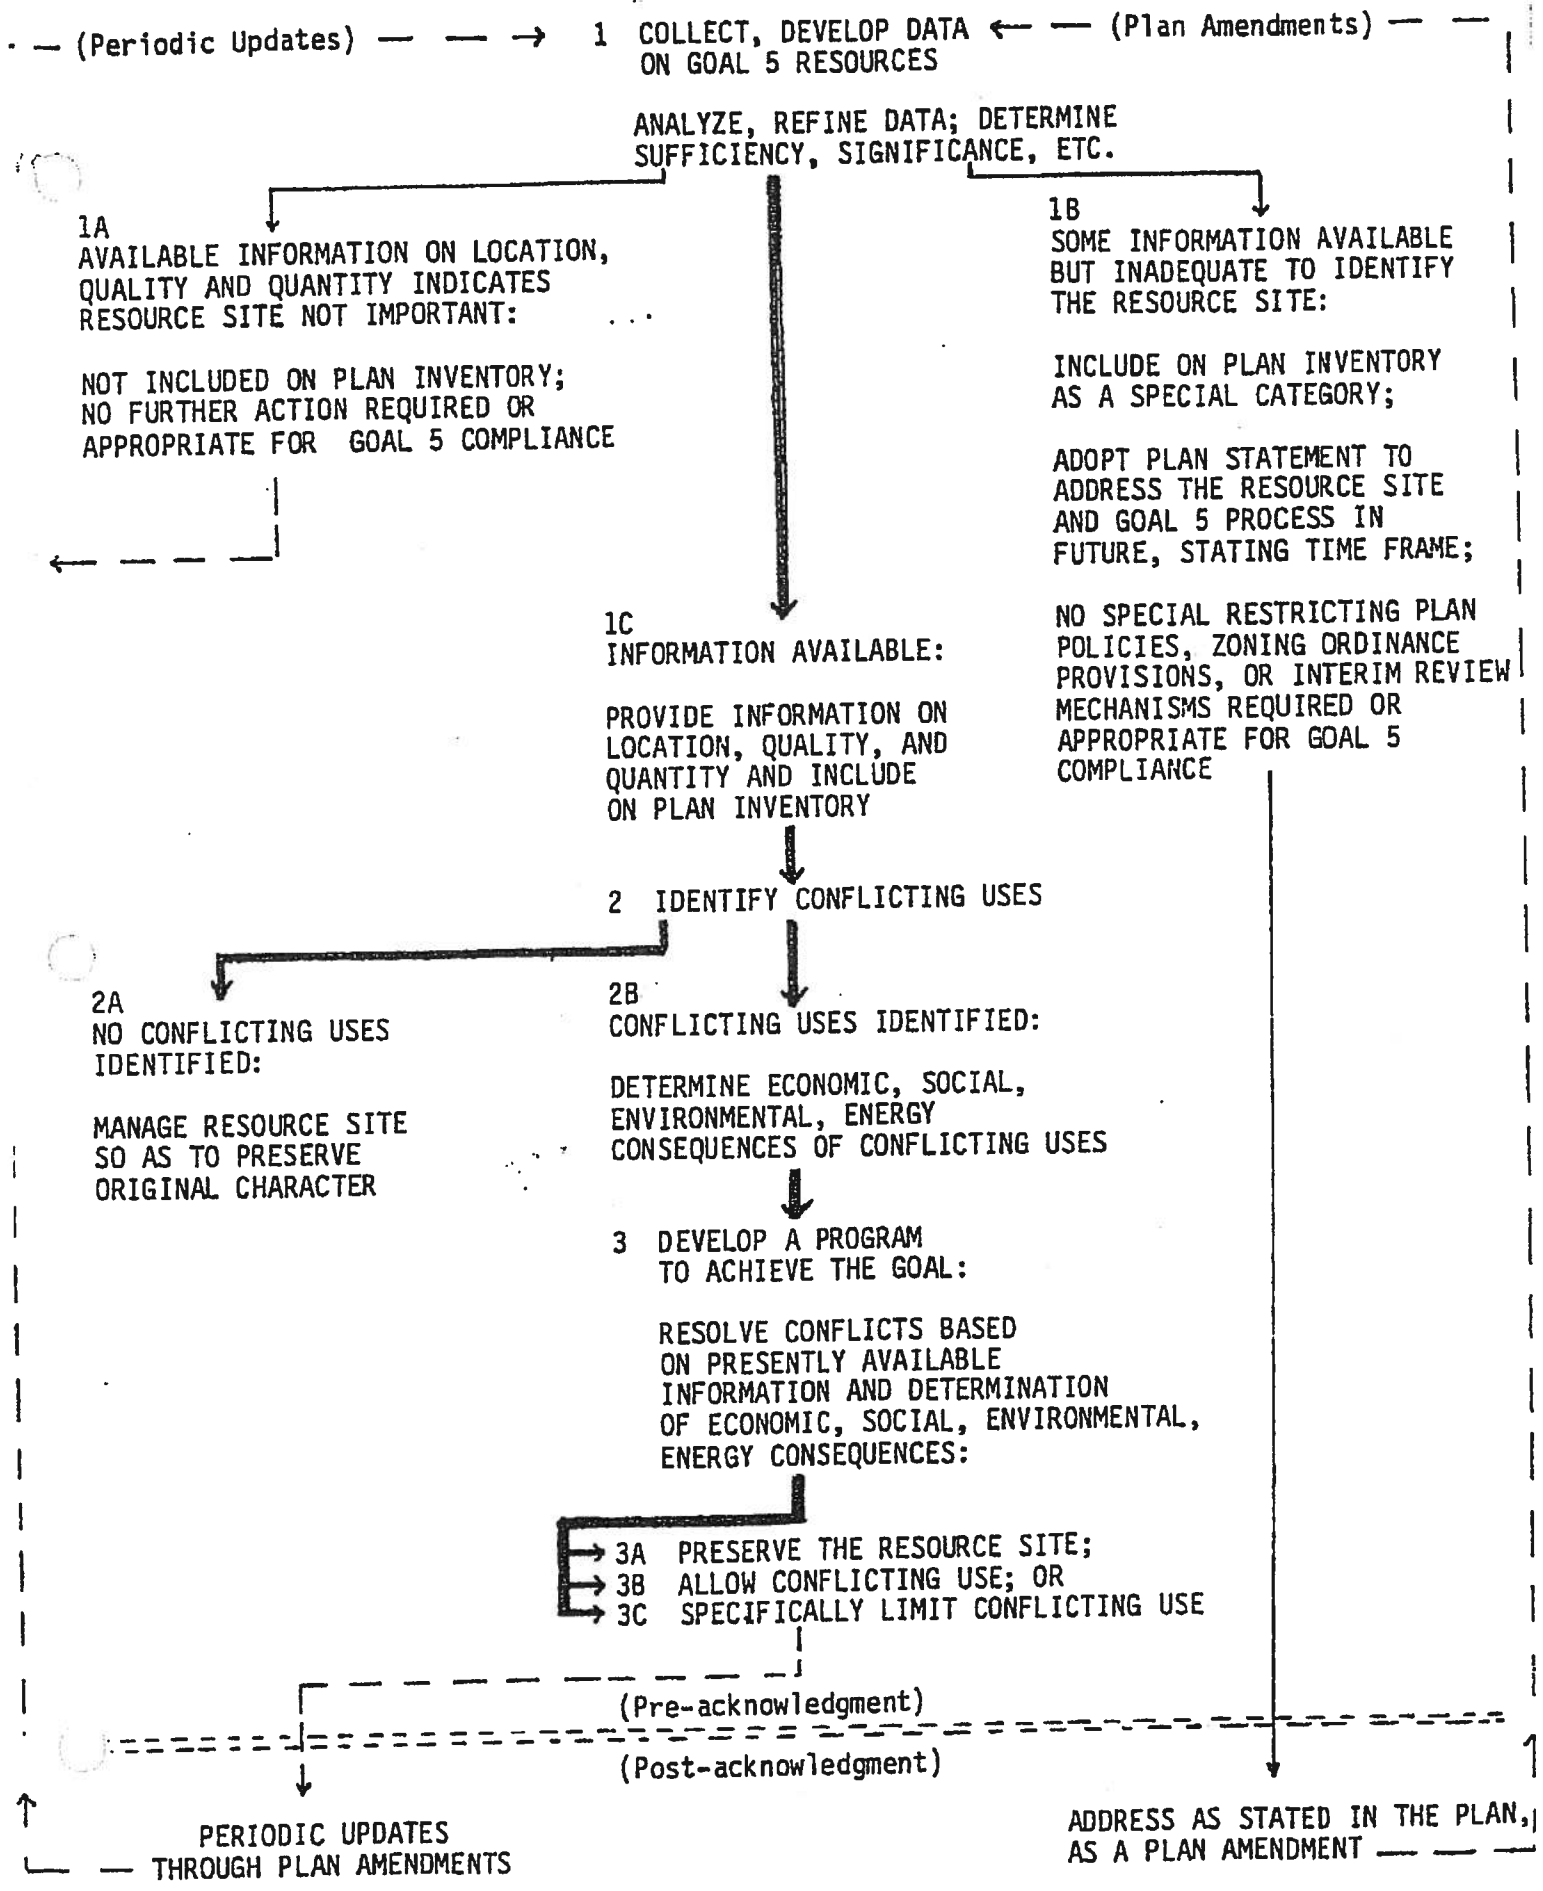 (Periodic Updates)
1 COLLECT, DEVELOP DATA
ON GOAL 5 RESOURCES
(Plan Amendments)
ANALYZE, REFINE DATA; DETERMINE
SUFFICIENCY, SIGNIFICANCE, ETC.
1A
AVAILABLE INFORMATION ON LOCATION,
QUALITY AND QUANTITY INDICATES
RESOURCE SITE NOT IMPORTANT:
NOT INCLUDED ON PLAN INVENTORY;
NO FURTHER ACTION REQUIRED OR
APPROPRIATE FOR GOAL 5 COMPLIANCE
1B
SOME INFORMATION AVAILABLE
BUT INADEQUATE TO IDENTIFY
THE RESOURCE SITE:
INCLUDE ON PLAN INVENTORY
AS A SPECIAL CATEGORY;
ADOPT PLAN STATEMENT TO
ADDRESS THE RESOURCE SITE
AND GOAL 5 PROCESS IN
FUTURE, STATING TIME FRAME;
NO SPECIAL RESTRICTING PLAN
POLICIES, ZONING ORDINANCE
PROVISIONS, OR INTERIM REVIEW
MECHANISMS REQUIRED OR
APPROPRIATE FOR GOAL 5
COMPLIANCE
1C
INFORMATION AVAILABLE:
PROVIDE INFORMATION ON
LOCATION, QUALITY, AND
QUANTITY AND INCLUDE
ON PLAN INVENTORY
2 IDENTIFY CONFLICTING USES
2A
NO CONFLICTING USES
IDENTIFIED:
MANAGE RESOURCE SITE
SO AS TO PRESERVE
ORIGINAL CHARACTER
2B
CONFLICTING USES IDENTIFIED:
DETERMINE ECONOMIC, SOCIAL,
ENVIRONMENTAL, ENERGY
CONSEQUENCES OF CONFLICTING USES
3 DEVELOP A PROGRAM
TO ACHIEVE THE GOAL:
RESOLVE CONFLICTS BASED
ON PRESENTLY AVAILABLE
INFORMATION AND DETERMINATION
OF ECONOMIC, SOCIAL, ENVIRONMENTAL,
ENERGY CONSEQUENCES:
3A PRESERVE THE RESOURCE SITE;
3B ALLOW CONFLICTING USE; OR
3C SPECIFICALLY LIMIT CONFLICTING USE
(Pre-acknowledgment)
(Post-acknowledgment)
PERIODIC UPDATES
THROUGH PLAN AMENDMENTS
ADDRESS AS STATED IN THE PLAN,
AS A PLAN AMENDMENT